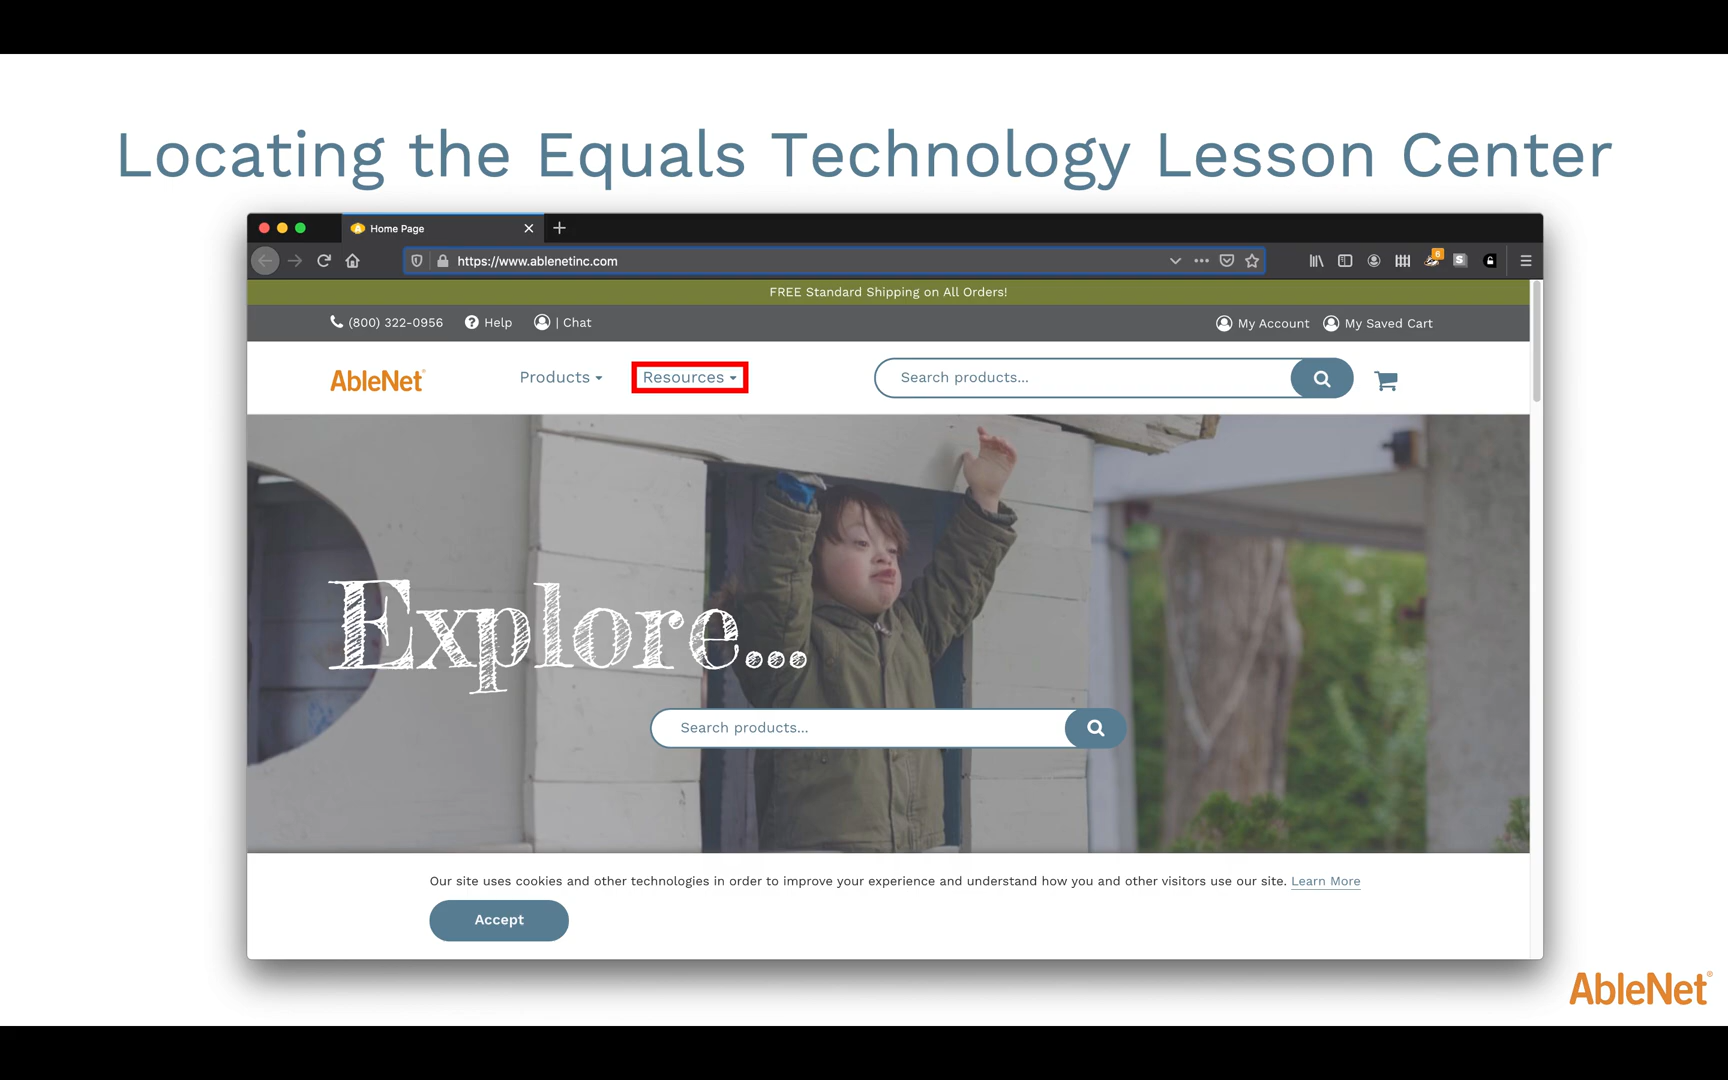 Locating the Equals Technology Lesson Center
Home Page
https://www.ablenetinc.com
6
S
FREE Standard Shipping on All Orders!
(800) 322-0956 Help | Chat My Account My Saved Cart
AbleNet® Products Resources Search products...
Explore...
Search products...
Our site uses cookies and other technologies in order to improve your experience and understand how you and other visitors use our site. Learn More
Accept
AbleNet®